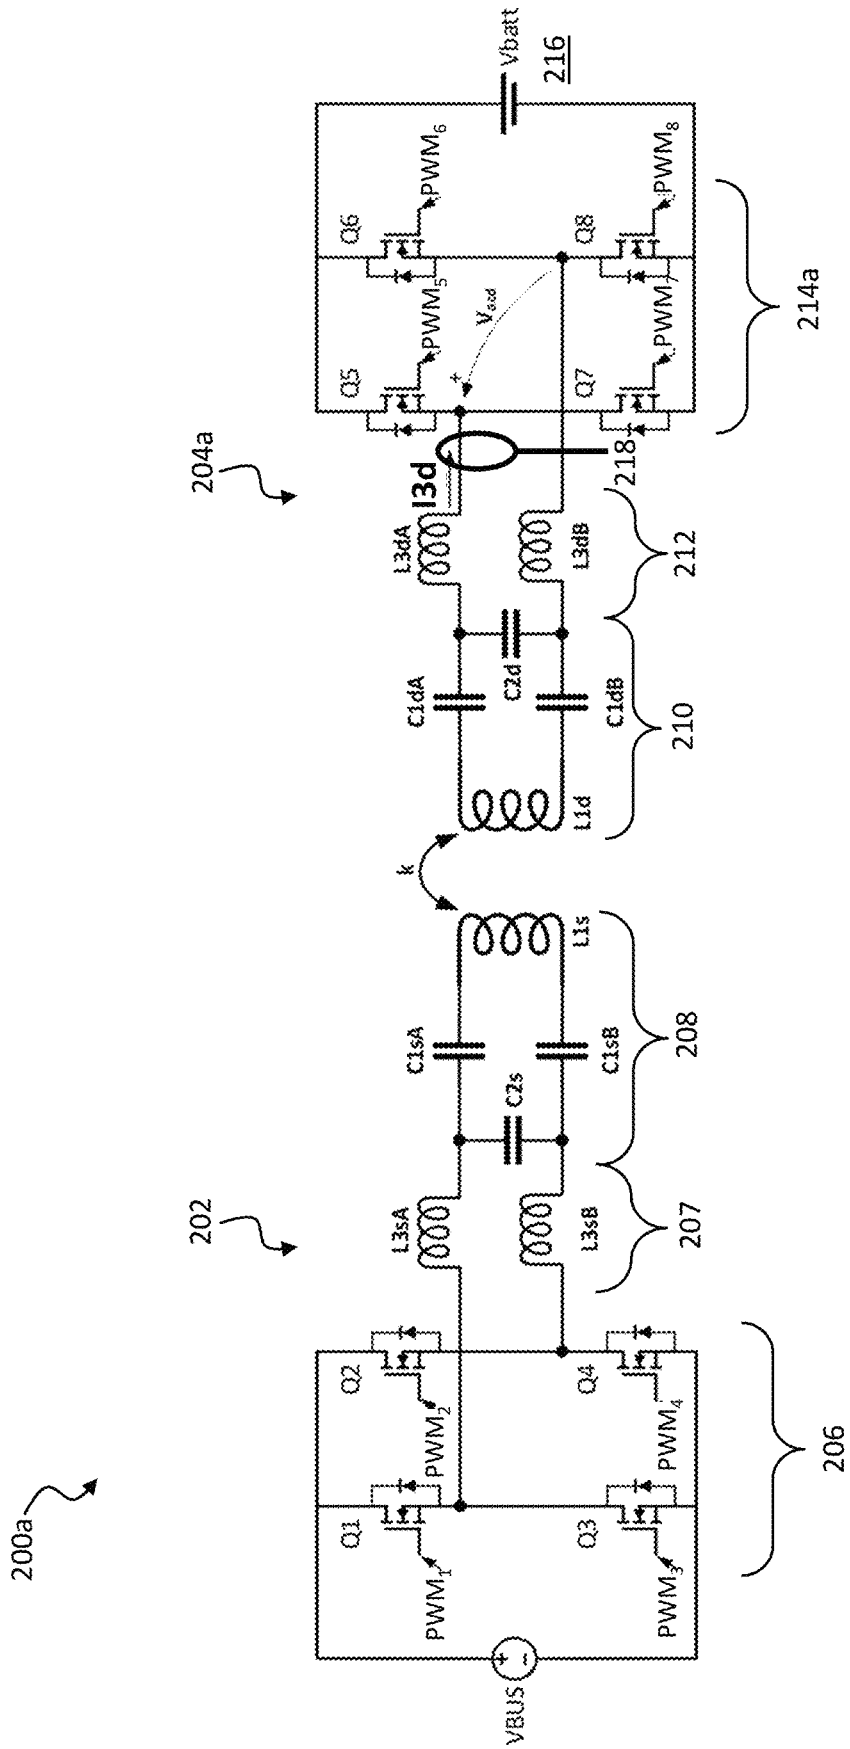 200a
202
204a
VBUS
+
-
Q1
PWM1
Q2
PWM2
Q3
PWM3
Q4
PWM4
206
L3sA
L3sB
207
C1sA
C2s
C1sB
208
L1s
k
L1d
C1dA
C2d
C1dB
210
L3dA
L3dB
212
I3d
218
+
Q5
PWM5
Q6
PWM6
Q7
PWM7
Q8
PWM8
214a
Vbatt
216